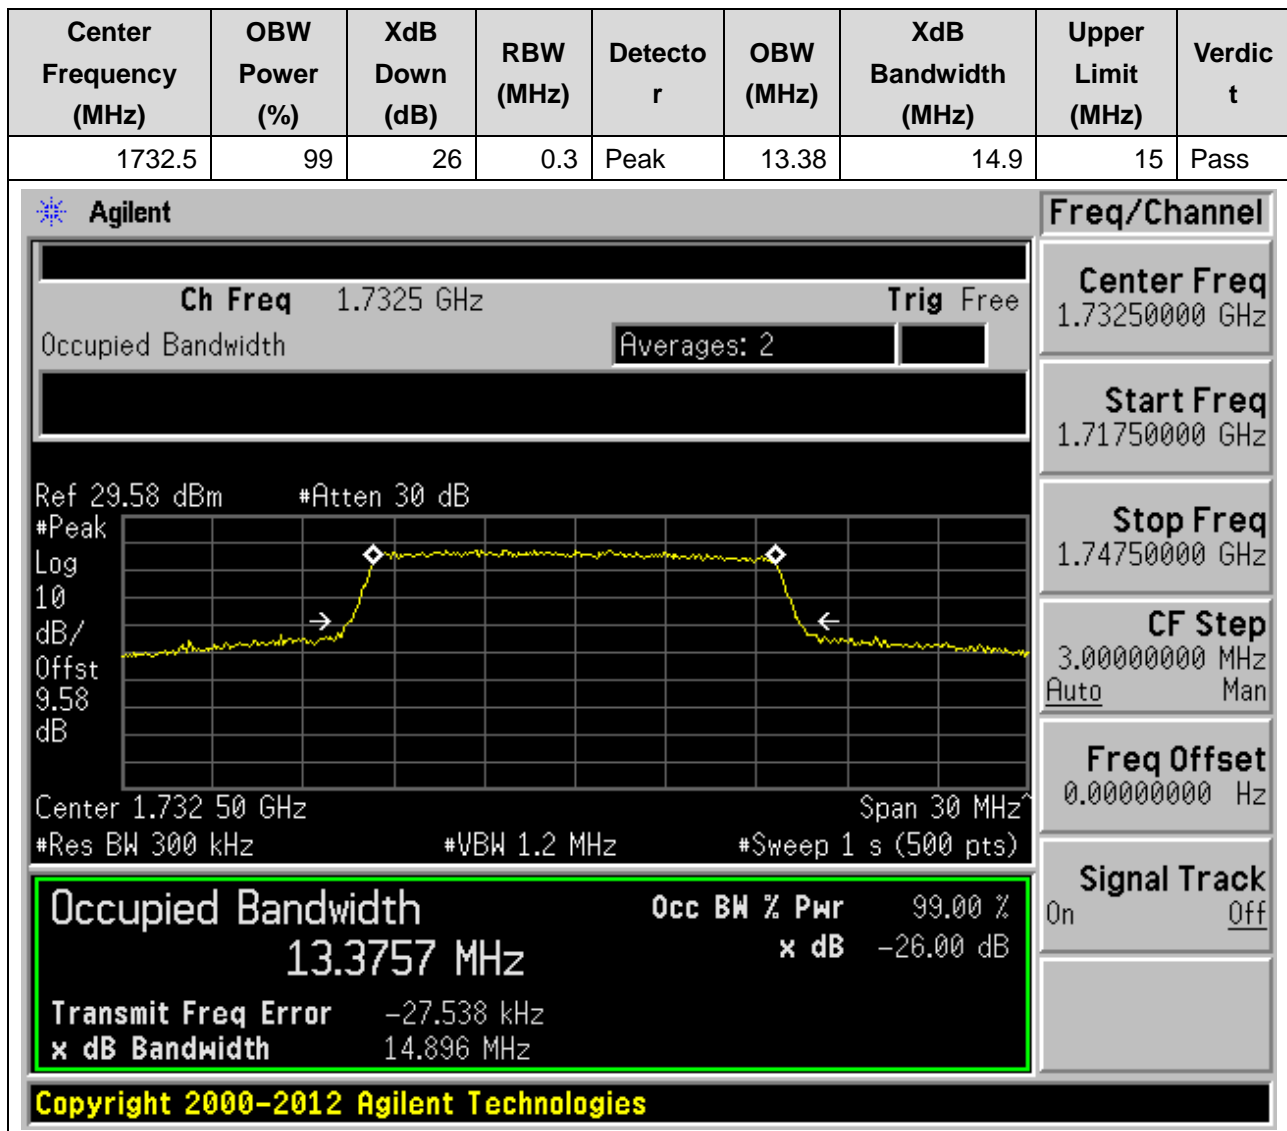 Center Frequency (MHz) OBW Power (%) XdB Down (dB) RBW (MHz) Detecto r OBW (MHz) XdB Bandwidth (MHz) Upper Limit (MHz) Verdic t
1732.5 99 26 0.3 Peak 13.38 14.9 15 Pass
Agilent
Freq/Channel
Ch Freq 1.7325 GHz Trig Free
Occupied Bandwidth Averages: 2
Center Freq
1.73250000 GHz
Start Freq
1.71750000 GHz
Stop Freq
1.74750000 GHz
CF Step
3.00000000 MHz
Auto Man
Freq Offset
0.00000000 Hz
Signal Track
On Off
Ref 29.58 dBm #Atten 30 dB
#Peak
Log
10
dB/
Offst
9.58
dB
Center 1.732 50 GHz Span 30 MHz^
#Res BW 300 kHz #VBW 1.2 MHz #Sweep 1 s (500 pts)
Occupied Bandwidth Occ BW % Pwr 99.00 %
13.3757 MHz x dB -26.00 dB
Transmit Freq Error -27.538 kHz
x dB Bandwidth 14.896 MHz
Copyright 2000-2012 Agilent Technologies